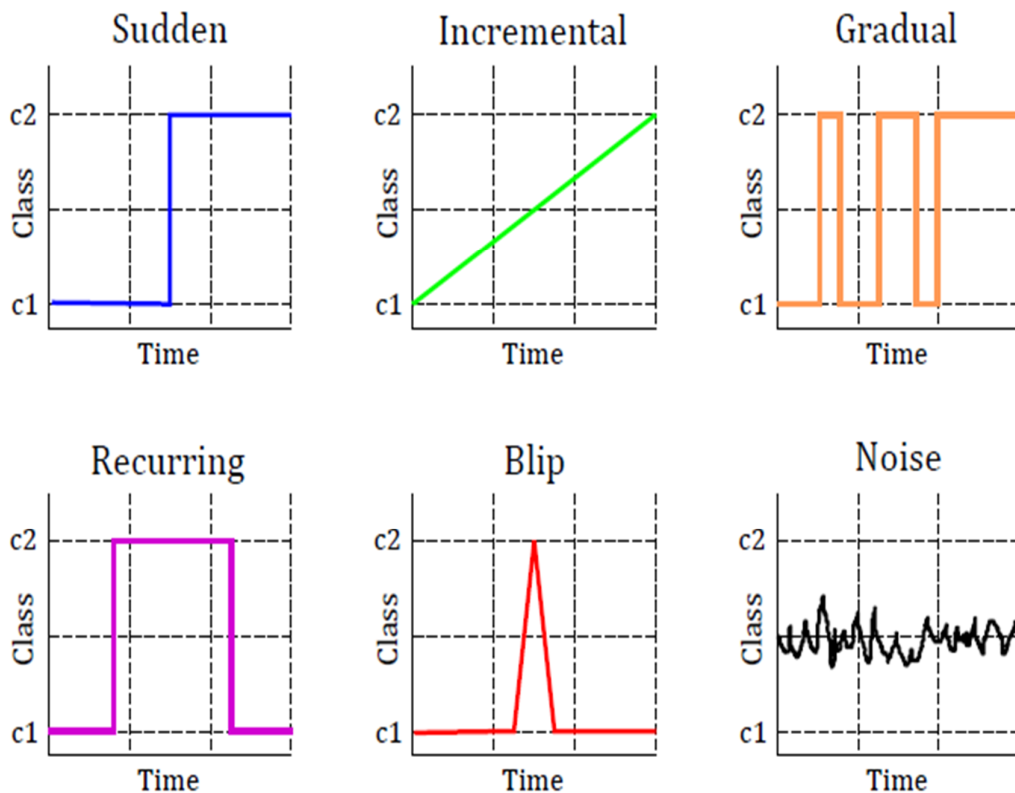 Sudden
c2
Class
c1
Time
Incremental
c2
Class
c1
Time
Gradual
c2
Class
c1
Time
Recurring
c2
Class
c1
Time
Blip
c2
Class
c1
Time
Noise
c2
Class
c1
Time